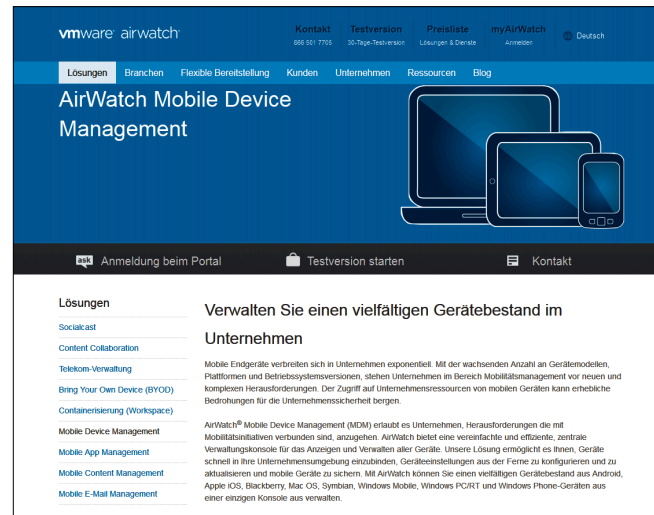 vmware airwatch
Kontakt Testversion Preisliste myAirWatch
866 501 7705 30-Tage-Testversion Lösungen & Dienste Anmelden Deutsch
Lösungen Branchen Flexible Bereitstellung Kunden Unternehmen Ressourcen Blog
AirWatch Mobile Device
Management
ask Anmeldung beim Portal Testversion starten Kontakt
Lösungen
Socialcast
Content Collaboration
Telekom-Verwaltung
Bring Your Own Device (BYOD)
Containerisierung (Workspace)
Mobile Device Management
Mobile App Management
Mobile Content Management
Mobile E-Mail Management
Verwalten Sie einen vielfältigen Gerätebestand im
Unternehmen
Mobile Endgeräte verbreiten sich in Unternehmen exponentiell. Mit der wachsenden Anzahl an Gerätemodellen,
Plattformen und Betriebssystemversionen, stehen Unternehmen im Bereich Mobilitätsmanagement vor neuen und
komplexen Herausforderungen. Der Zugriff auf Unternehmensressourcen von mobilen Geräten kann erhebliche
Bedrohungen für die Unternehmenssicherheit bergen.
AirWatch® Mobile Device Management (MDM) erlaubt es Unternehmen, Herausforderungen die mit
Mobilitätsinitiativen verbunden sind, anzugehen. AirWatch bietet eine vereinfachte und effiziente, zentrale
Verwaltungskonsole für das Anzeigen und Verwalten aller Geräte. Unsere Lösung ermöglicht es Ihnen, Geräte
schnell in Ihre Unternehmensumgebung einzubinden, Geräteeinstellungen aus der Ferne zu konfigurieren und zu
aktualisieren und mobile Geräte zu sichern. Mit AirWatch können Sie einen vielfältigen Gerätebestand aus Android,
Apple iOS, Blackberry, Mac OS, Symbian, Windows Mobile, Windows PC/RT und Windows Phone-Geräten aus
einer einzigen Konsole aus verwalten.